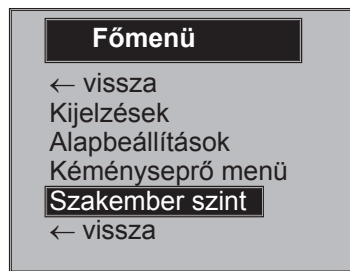 Főmenü
← vissza
Kijelzések
Alapbeállítások
Kéményseprő menü
Szakember szint
← vissza